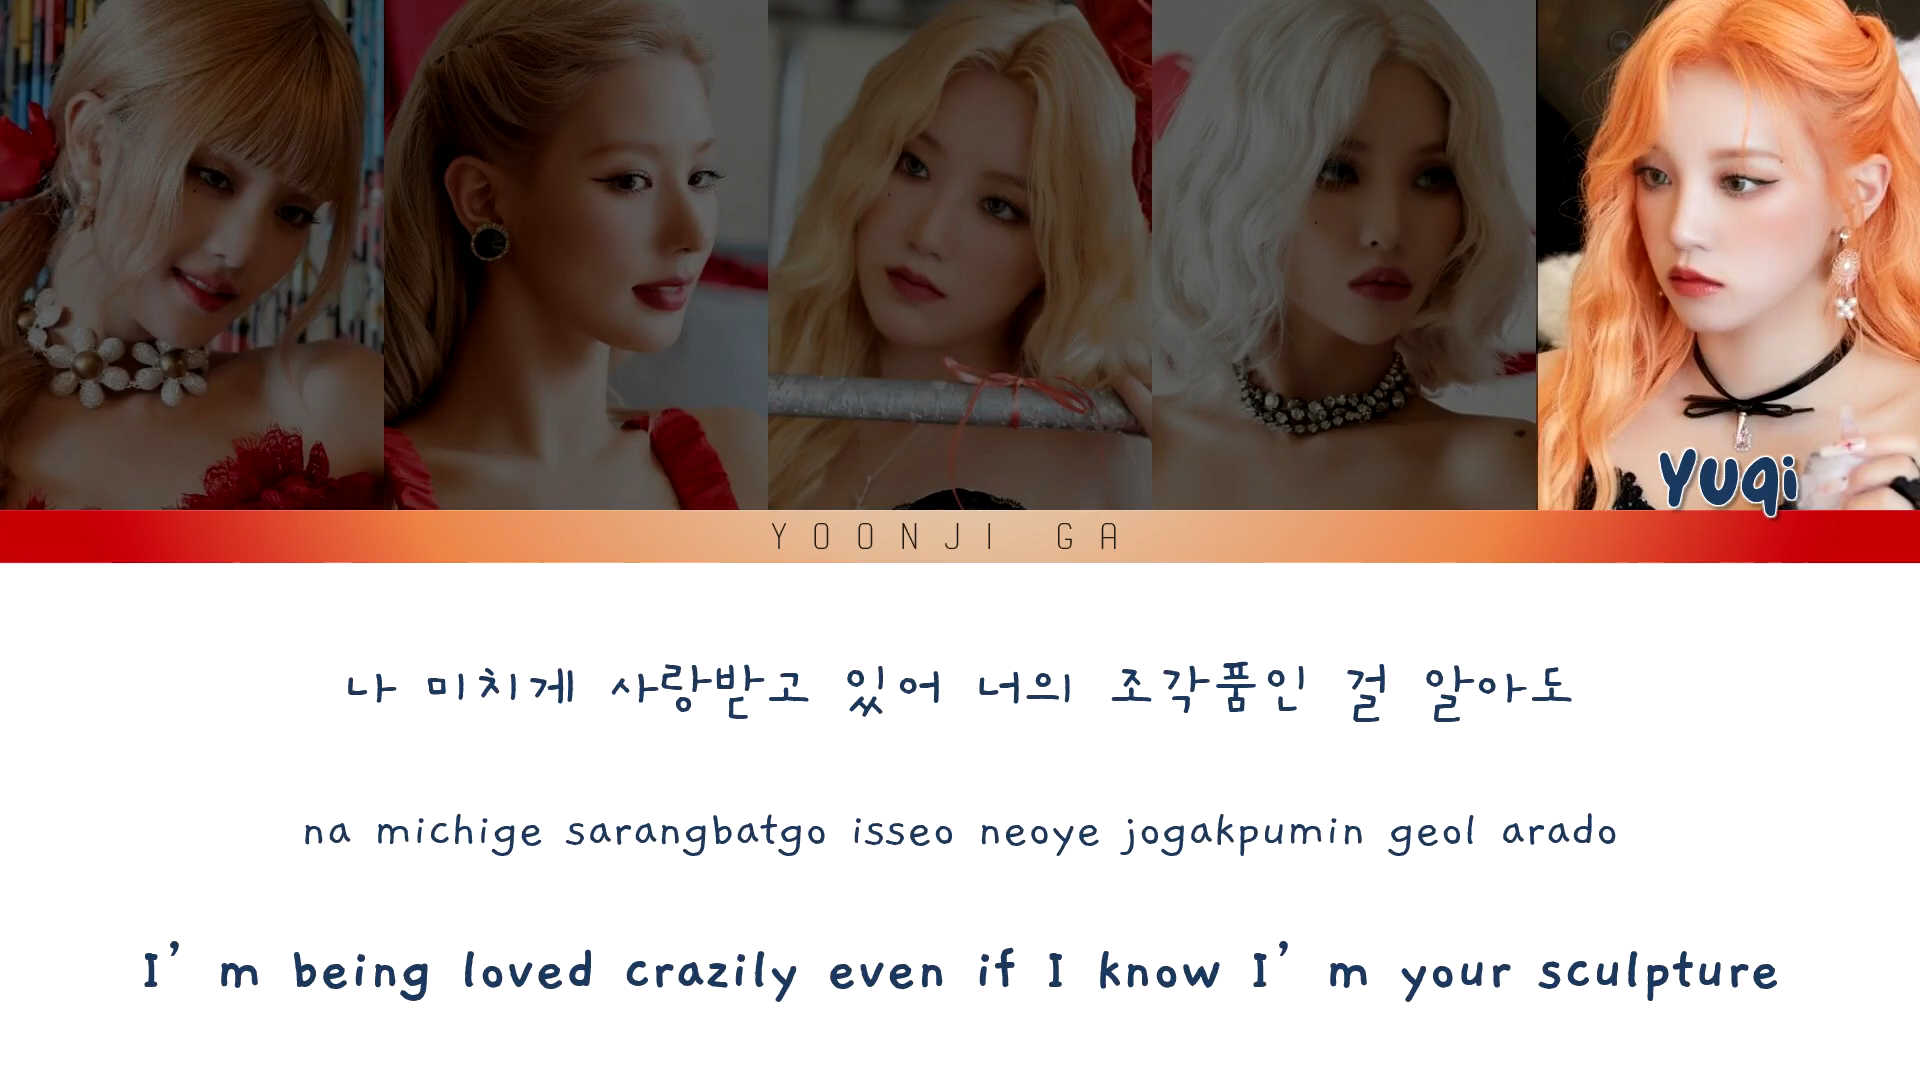 Yuqi
YOONJI GA
나 미치게 사랑받고 있어 너의 조각품인 걸 알아도
na michige sarangbatgo isseo neoye jogakpumin geol arado
I’m being loved crazily even if I know I’m your sculpture